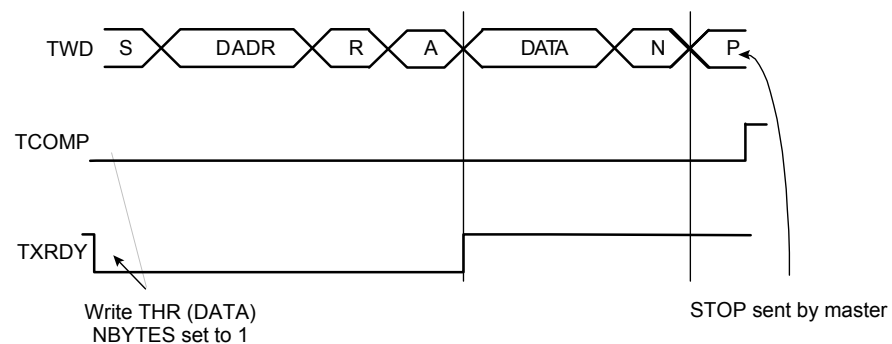 TWD S DADR R A DATA N P
TCOMP
TXRDY
Write THR (DATA)
NBYTES set to 1
STOP sent by master